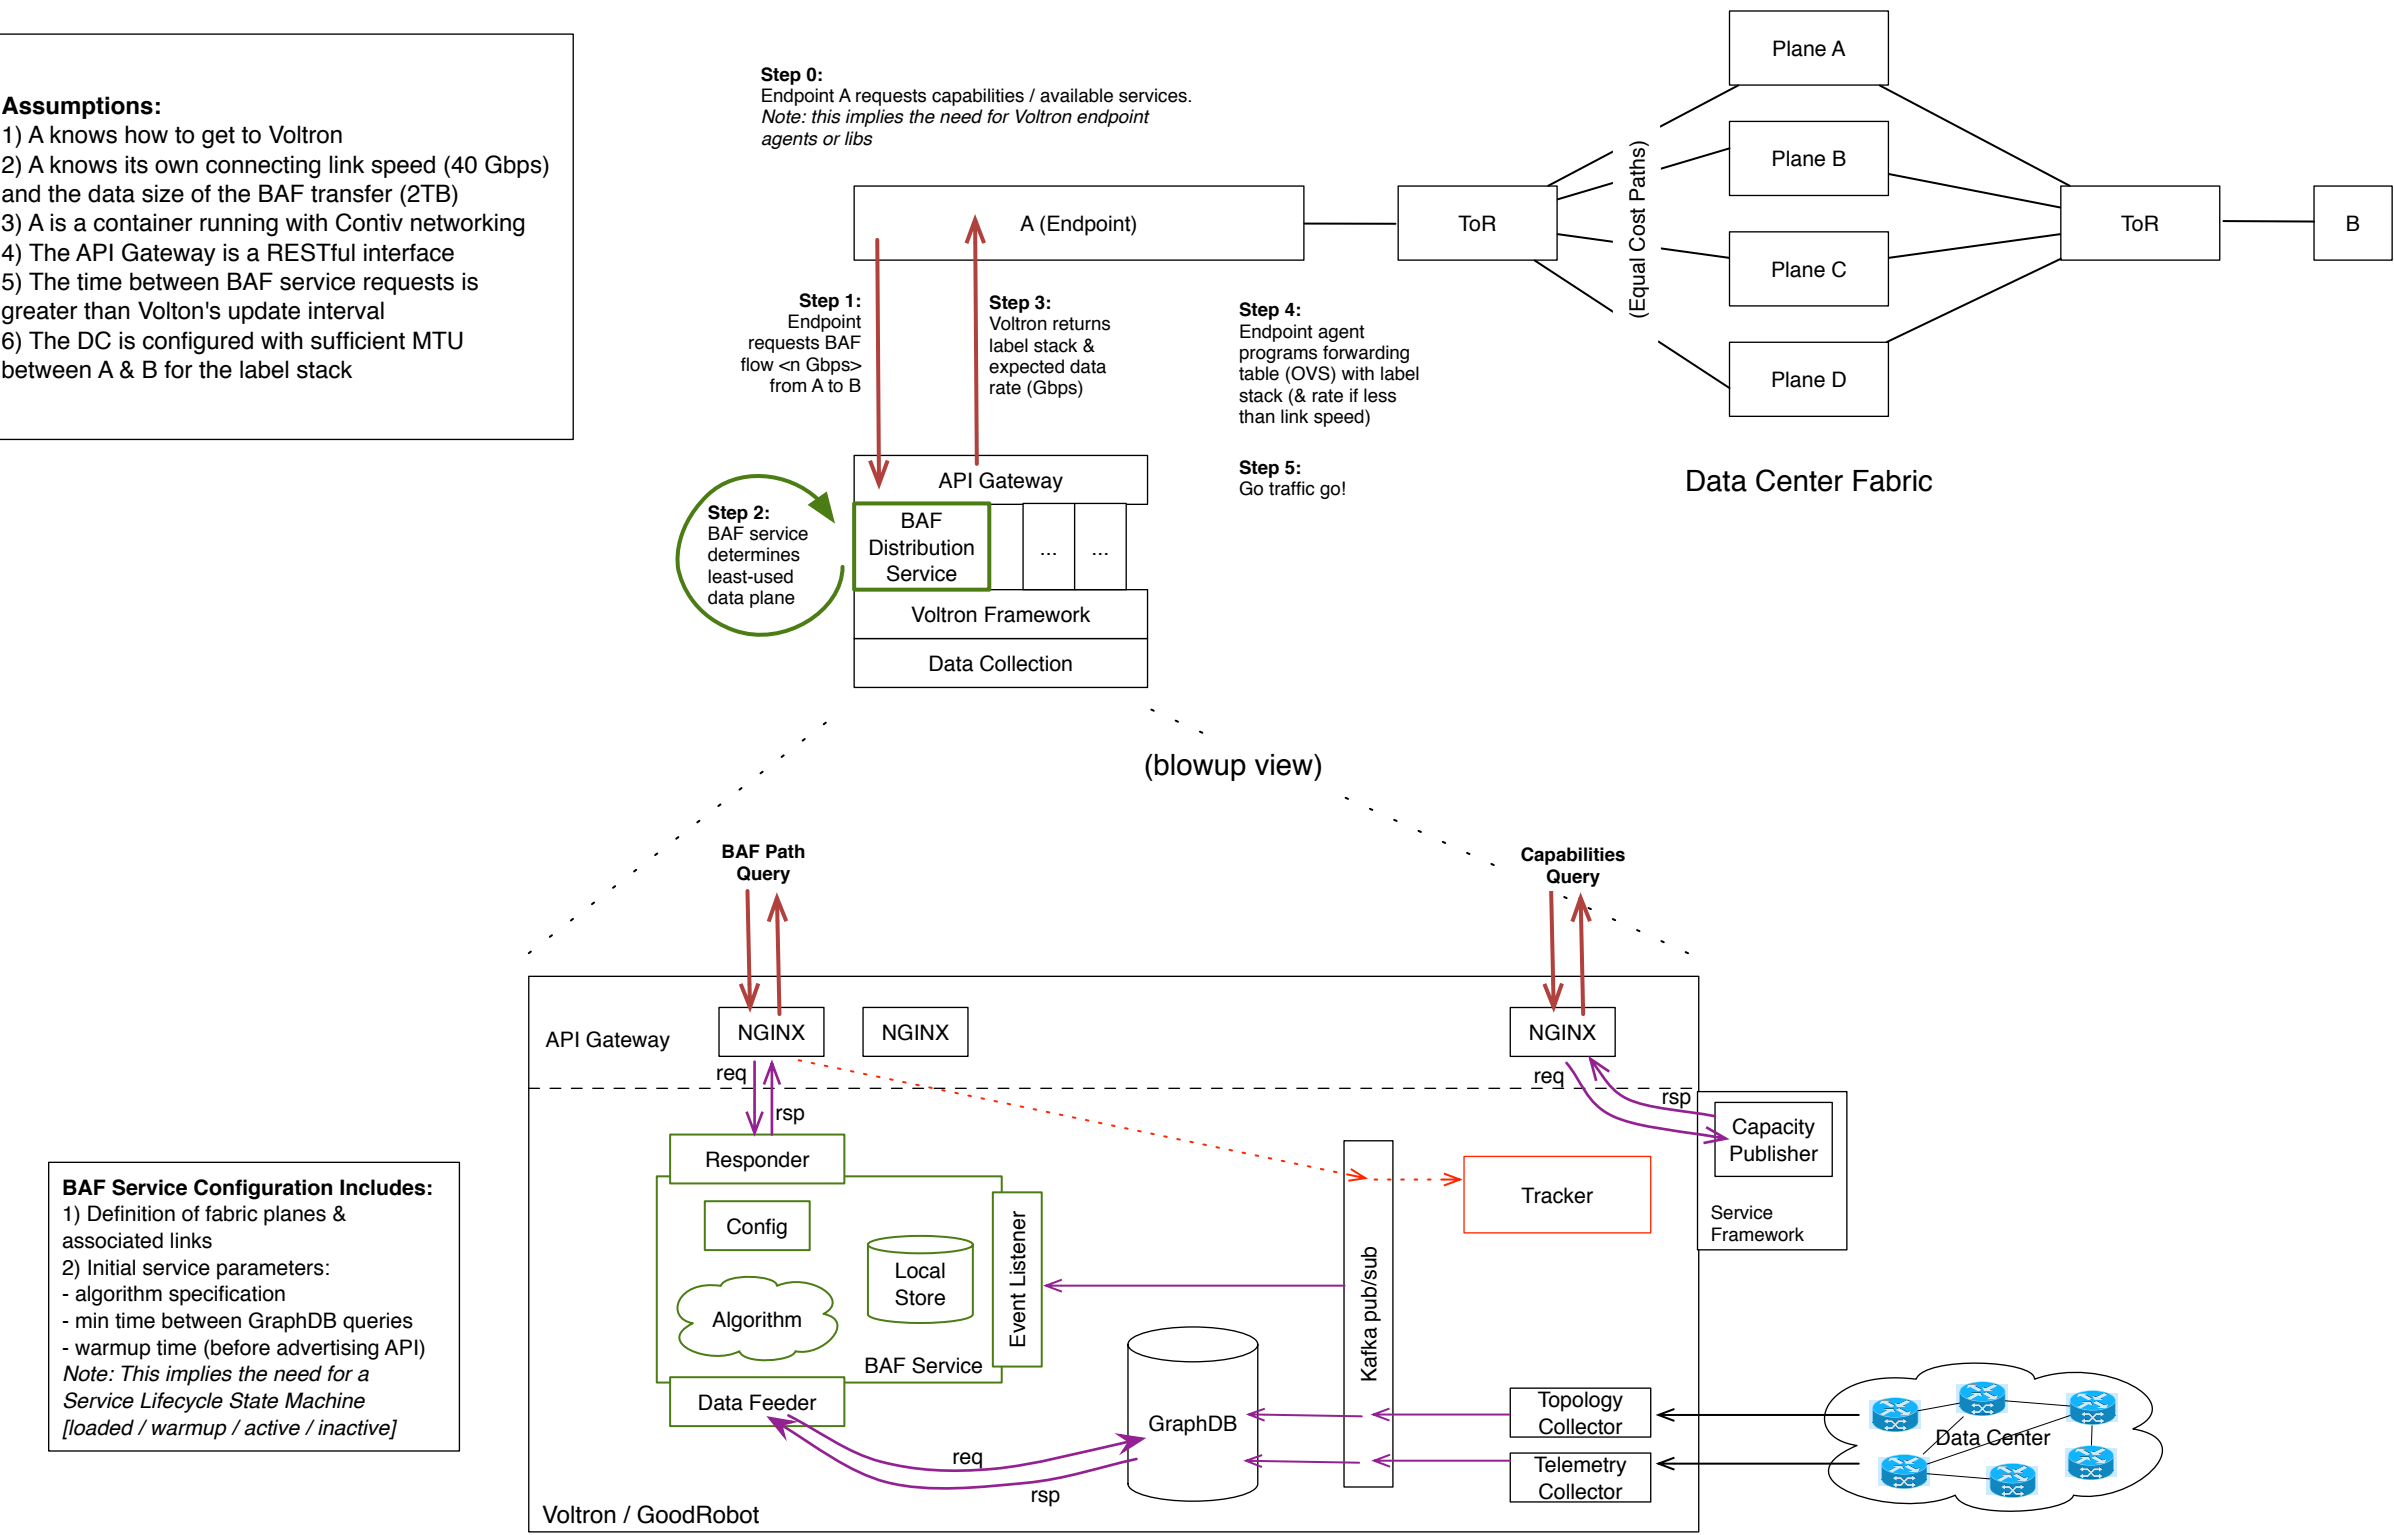 Assumptions:
1) A knows how to get to Voltron
2) A knows its own connecting link speed (40 Gbps)
and the data size of the BAF transfer (2TB)
3) A is a container running with Contiv networking
4) The API Gateway is a RESTful interface
5) The time between BAF service requests is
greater than Volton's update interval
6) The DC is configured with sufficient MTU
between A & B for the label stack
Step 0:
Endpoint A requests capabilities / available services.
Note: this implies the need for Voltron endpoint
agents or libs
A (Endpoint)
ToR
(Equal Cost Paths)
Plane A
Plane B
Plane C
Plane D
ToR
B
Data Center Fabric
Step 1:
Endpoint
requests BAF
flow <n Gbps>
from A to B
Step 3:
Voltron returns
label stack &
expected data
rate (Gbps)
Step 4:
Endpoint agent
programs forwarding
table (OVS) with label
stack (& rate if less
than link speed)
Step 5:
Go traffic go!
Step 2:
BAF service
determines
least-used
data plane
API Gateway
BAF
Distribution
Service
...
...
Voltron Framework
Data Collection
(blowup view)
BAF Path
Query
Capabilities
Query
API Gateway
NGINX
NGINX
NGINX
req
rsp
req
rsp
Capacity
Publisher
Service
Framework
Responder
Config
Algorithm
Local
Store
BAF Service
Event Listener
Data Feeder
Kafka pub/sub
Tracker
GraphDB
req
rsp
Topology
Collector
Telemetry
Collector
Data Center
Voltron / GoodRobot
BAF Service Configuration Includes:
1) Definition of fabric planes &
associated links
2) Initial service parameters:
- algorithm specification
- min time between GraphDB queries
- warmup time (before advertising API)
Note: This implies the need for a
Service Lifecycle State Machine
[loaded / warmup / active / inactive]